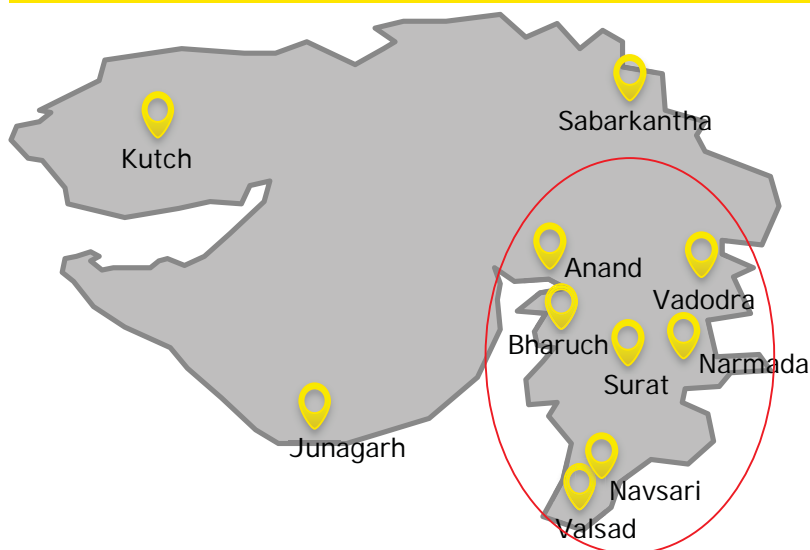 Sabarkantha
Kutch
Anand
Vadodra
Bharuch
Narmada
Surat
Junagarh
Navsari
Valsad